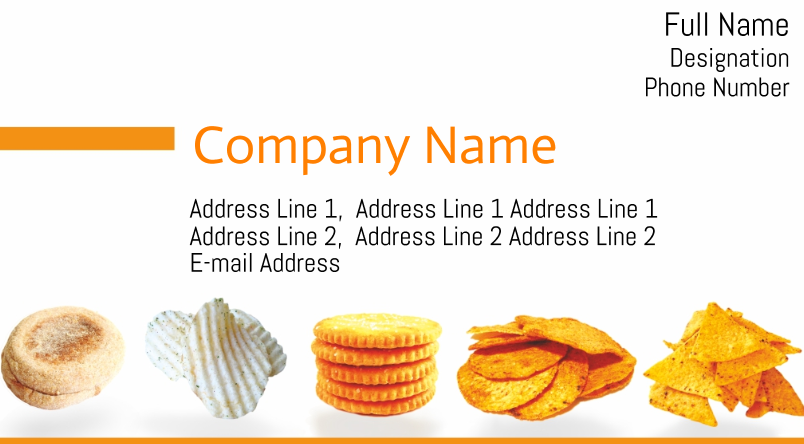 Full Name
Designation
Phone Number
Company Name
Address Line 1,  Address Line 1 Address Line 1
Address Line 2,  Address Line 2 Address Line 2
E-mail Address